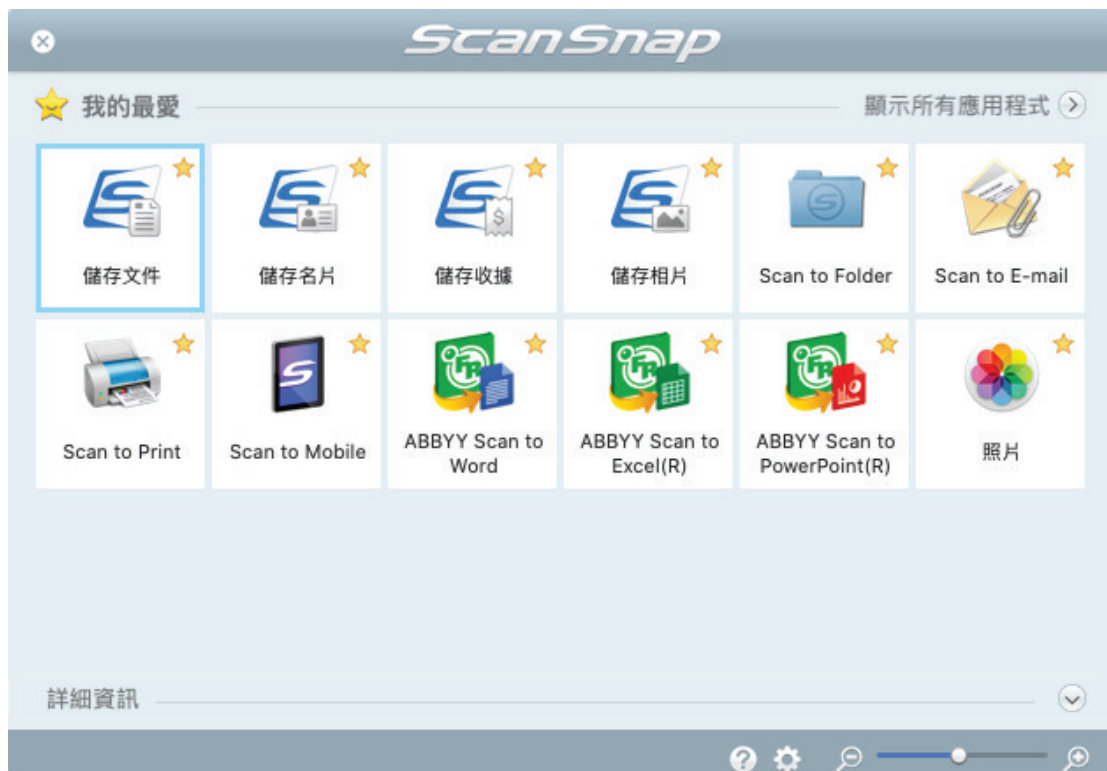 ScanSnap
我的最愛
顯示所有應用程式
儲存文件
儲存名片
儲存收據
儲存相片
Scan to Folder
Scan to E-mail
Scan to Print
Scan to Mobile
ABBYY Scan to
Word
ABBYY Scan to
Excel(R)
ABBYY Scan to
PowerPoint(R)
照片
詳細資訊